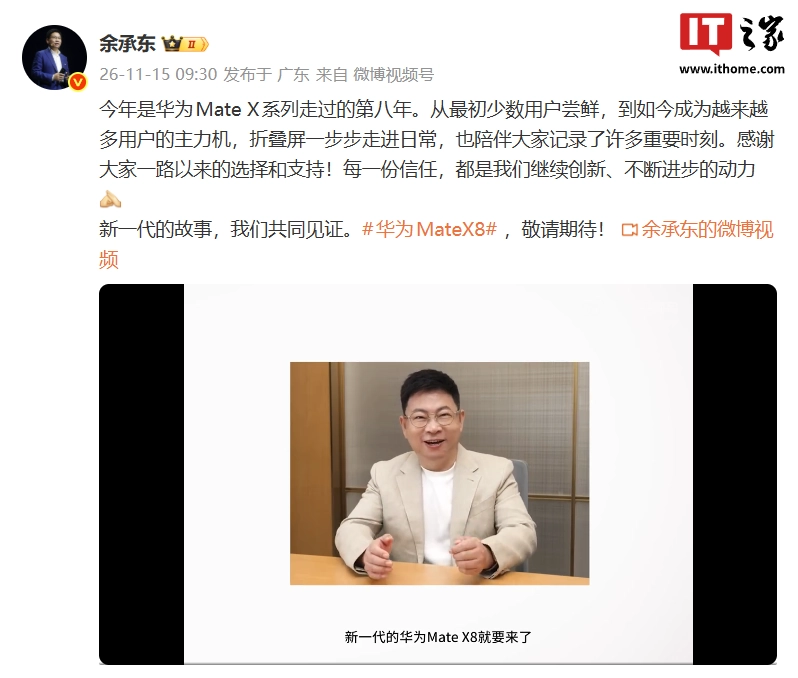 IT之家
www.ithome.com
余承东 II
26-11-15 09:30 发布于 广东 来自 微博视频号
今年是华为Mate X系列走过的第八年。从最初少数用户尝鲜，到如今成为越来越
多用户的主力机，折叠屏一步步走进日常，也陪伴大家记录了许多重要时刻。感谢
大家一路以来的选择和支持！每一份信任，都是我们继续创新、不断进步的动力
新一代的故事，我们共同见证。#华为MateX8#，敬请期待！ 余承东的微博视
频
新一代的华为Mate X8就要来了